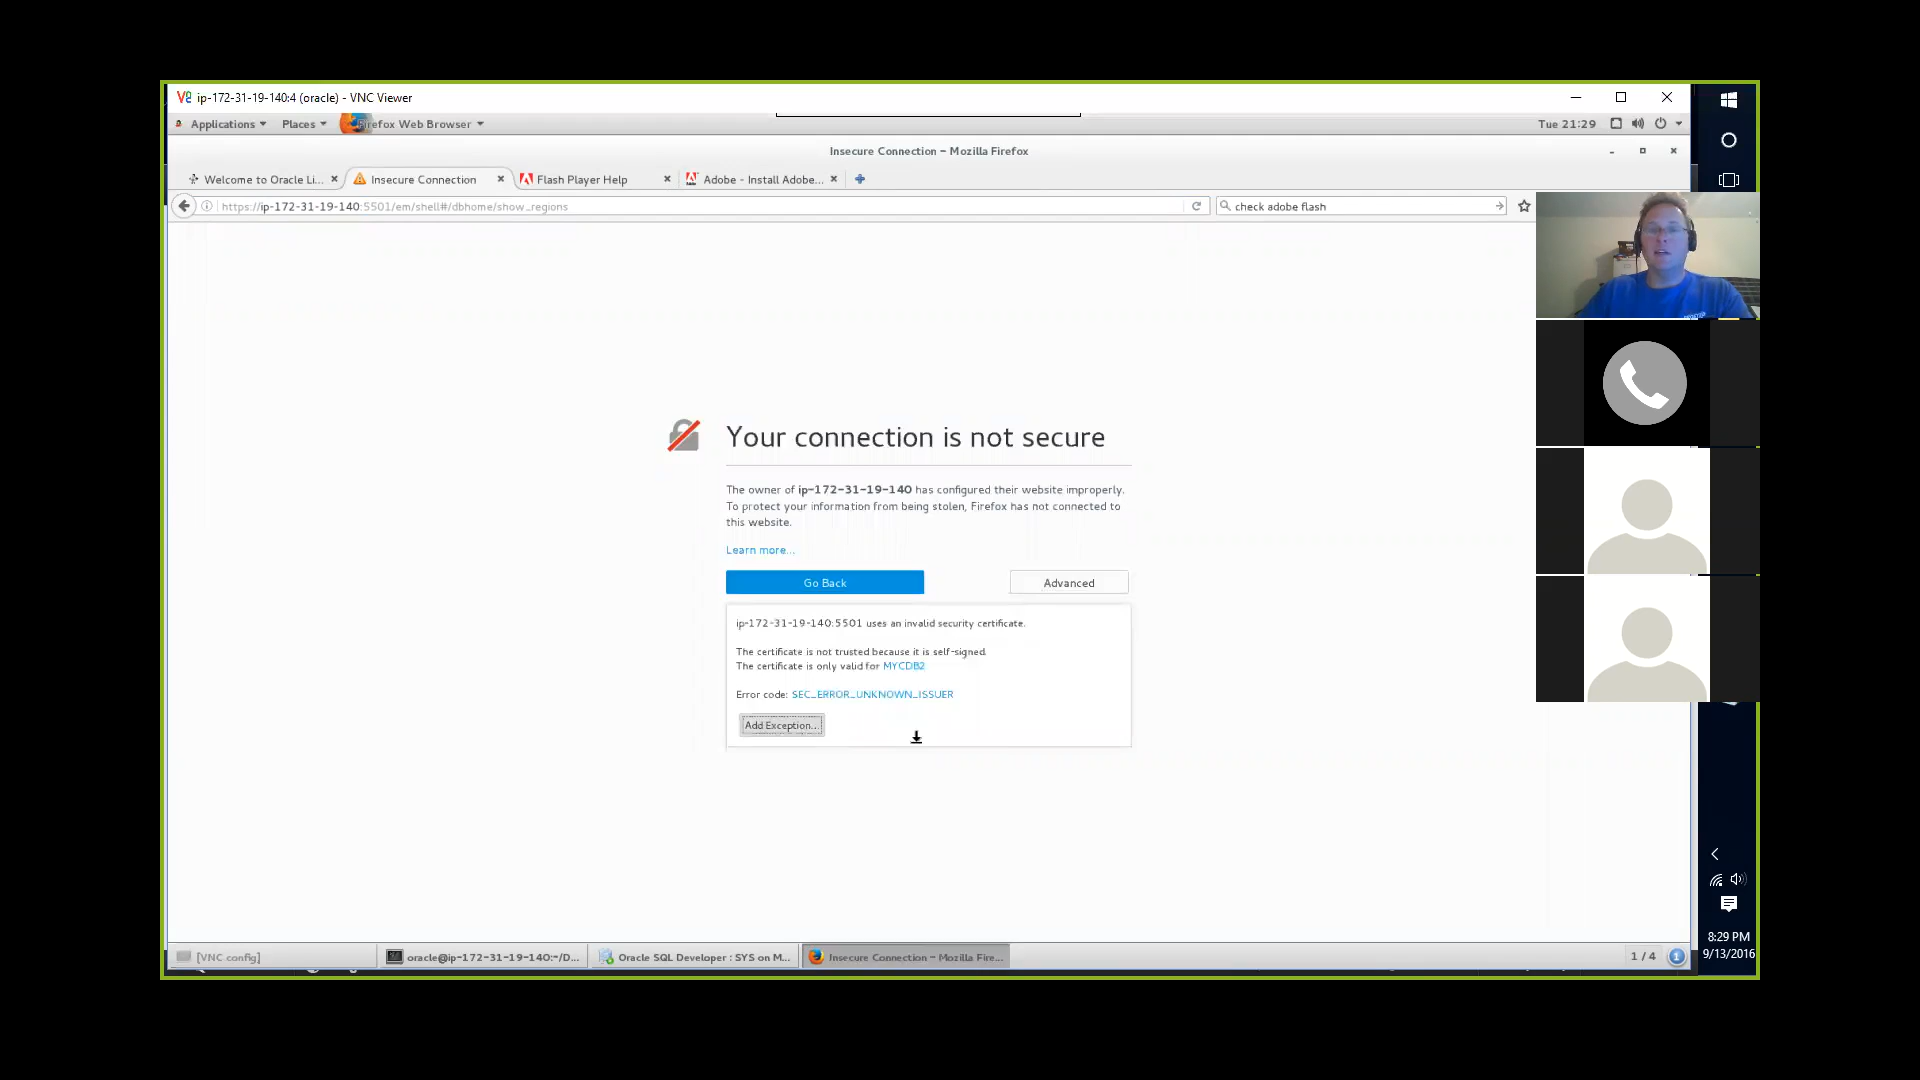 ip-172-31-19-140:4 (oracle) - VNC Viewer
Applications Places Firefox Web Browser Tue 21:29
Insecure Connection - Mozilla Firefox
Welcome to Oracle Li... Insecure Connection Flash Player Help Adobe - Install Adobe...
https://ip-172-31-19-140:5501/em/shell#/dbhome/show_regions check adobe flash
Your connection is not secure
The owner of ip-172-31-19-140 has configured their website improperly.
To protect your information from being stolen, Firefox has not connected to
this website.
Learn more...
Go Back Advanced
ip-172-31-19-140:5501 uses an invalid security certificate.
The certificate is not trusted because it is self-signed.
The certificate is only valid for MYCDB2
Error code: SEC_ERROR_UNKNOWN_ISSUER
Add Exception...
8:29 PM
9/13/2016
[VNC config] oracle@ip-172-31-19-140:~/D... Oracle SQL Developer : SYS on M... Insecure Connection - Mozilla Fire... 1 / 4 1